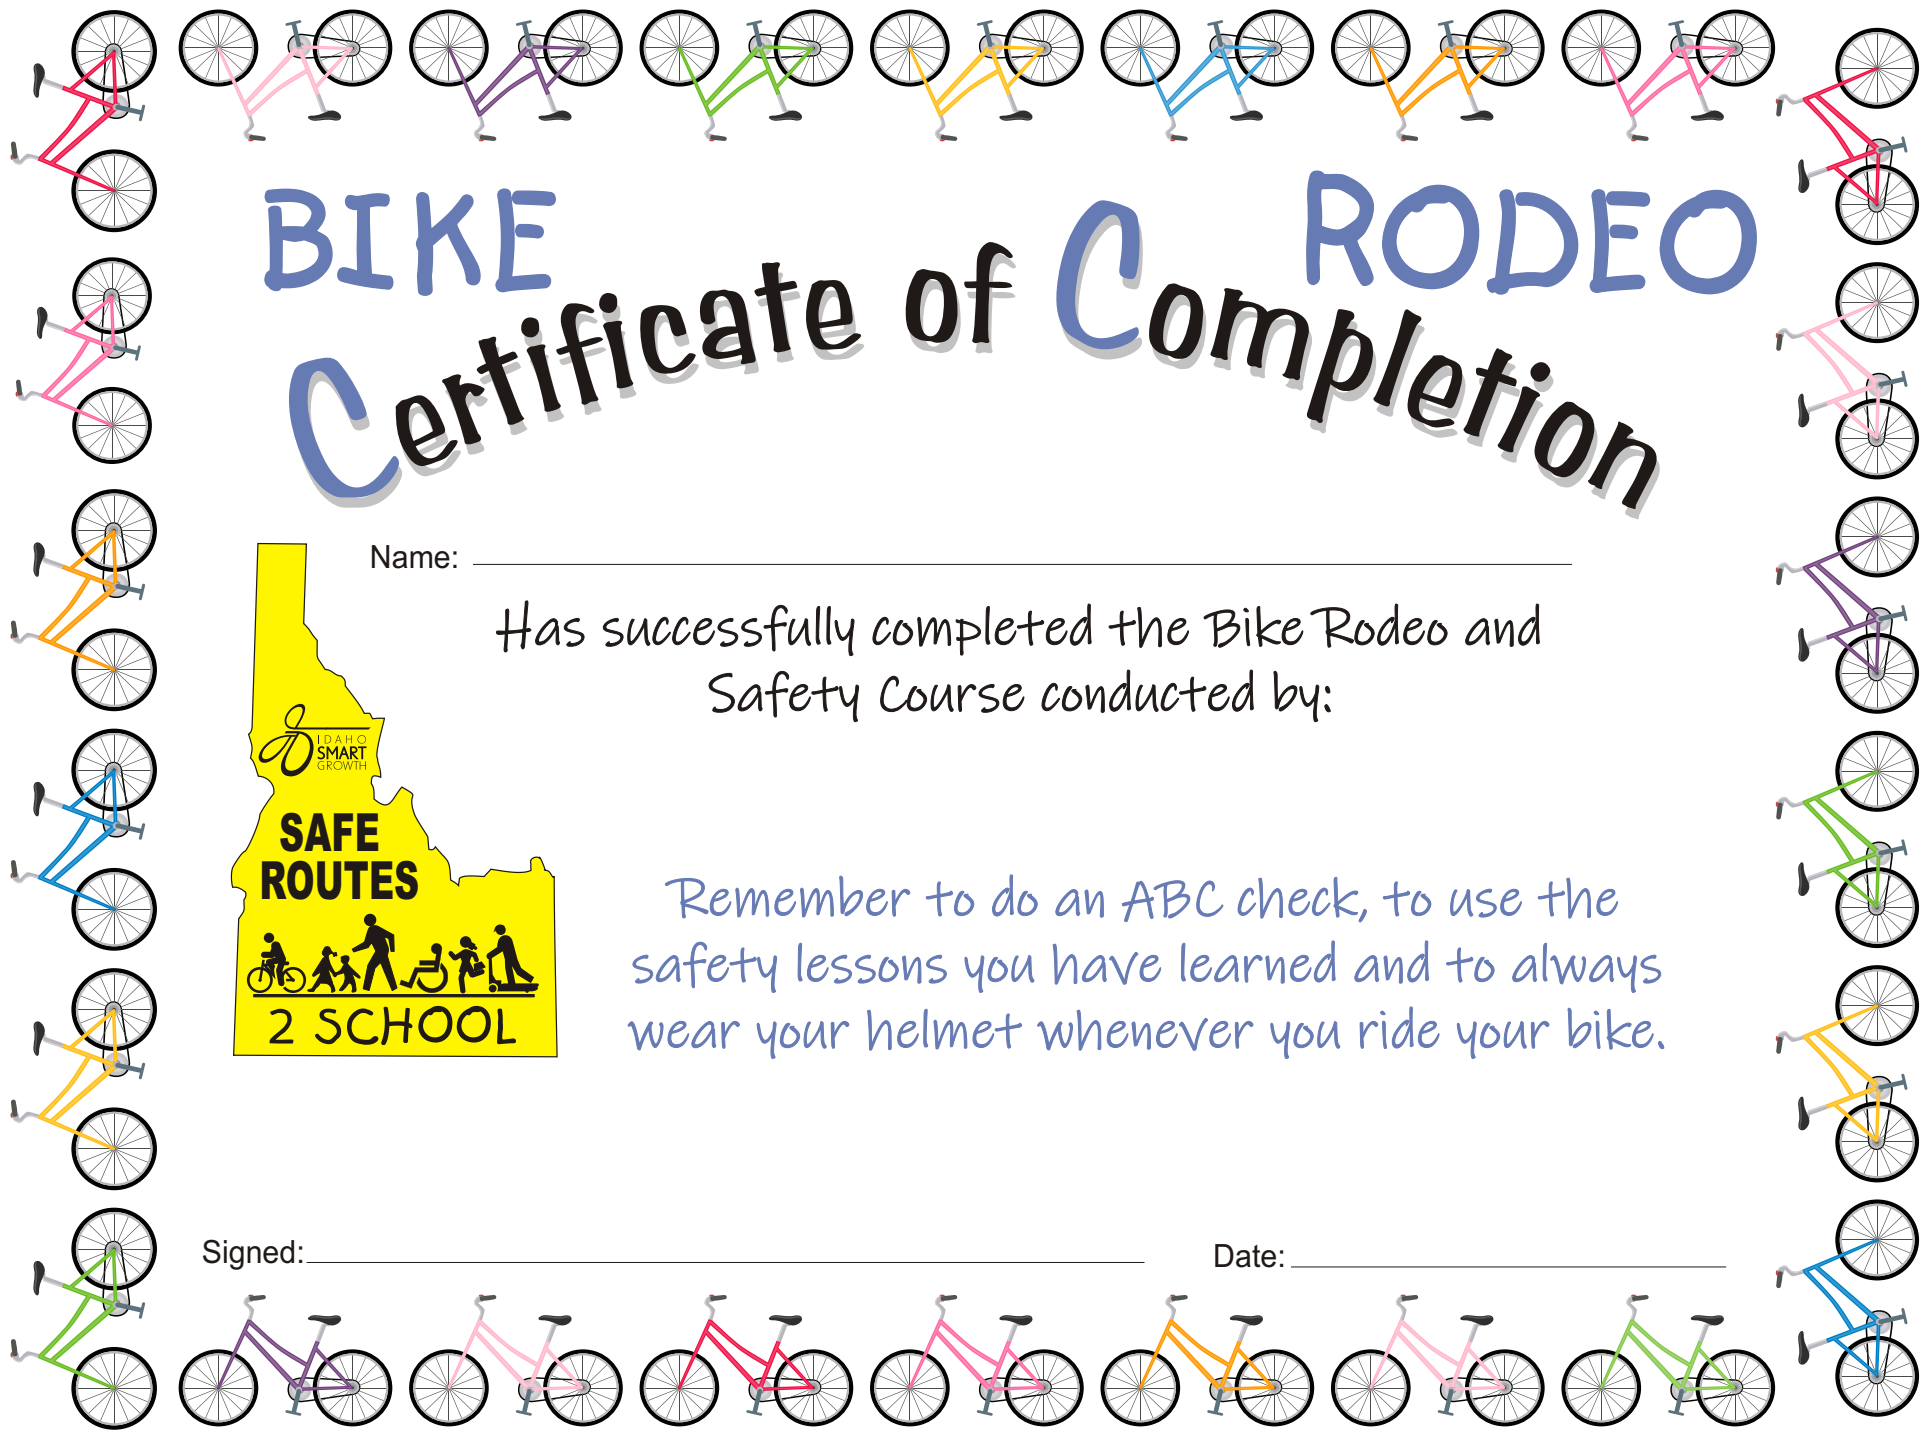 BIKE RODEO
Certificate of Completion
Name:
Has successfully completed the Bike Rodeo and
Safety Course conducted by:
IDAHO
SMART
GROWTH
SAFE
ROUTES
2 SCHOOL
Remember to do an ABC check, to use the
safety lessons you have learned and to always
wear your helmet whenever you ride your bike.
Signed:
Date: